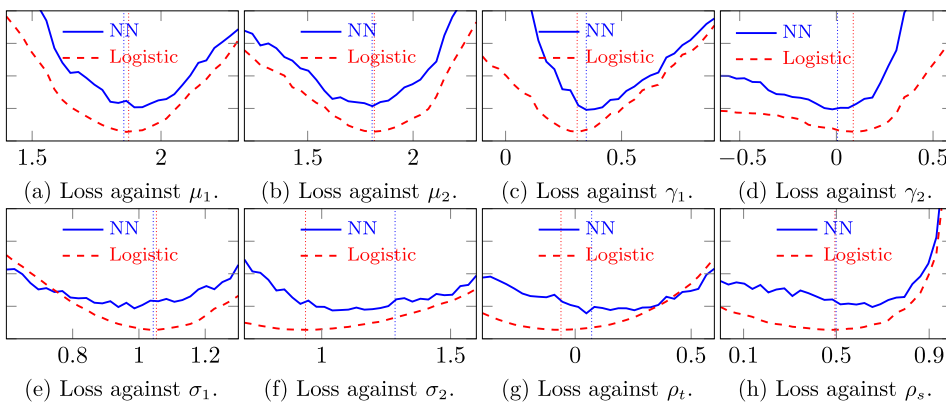 NN
Logistic
1.5 2
(a) Loss against μ₁.
NN
Logistic
1.5 2
(b) Loss against μ₂.
NN
Logistic
0 0.5
(c) Loss against γ₁.
NN
Logistic
−0.5 0 0.5
(d) Loss against γ₂.
NN
Logistic
0.8 1 1.2
(e) Loss against σ₁.
NN
Logistic
1 1.5
(f) Loss against σ₂.
NN
Logistic
0 0.5
(g) Loss against ρₜ.
NN
Logistic
0.1 0.5 0.9
(h) Loss against ρₛ.